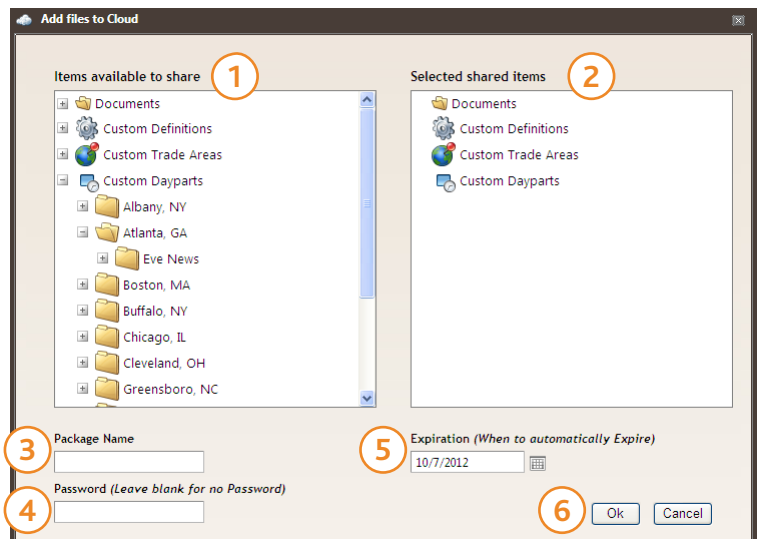 Add files to Cloud
Items available to share 1
Selected shared items 2
Documents
Custom Definitions
Custom Trade Areas
Custom Dayparts
Albany, NY
Atlanta, GA
Eve News
Boston, MA
Buffalo, NY
Chicago, IL
Cleveland, OH
Greensboro, NC
Documents
Custom Definitions
Custom Trade Areas
Custom Dayparts
3 Package Name
5 Expiration (When to automatically Expire)
10/7/2012
4 Password (Leave blank for no Password)
6 Ok Cancel